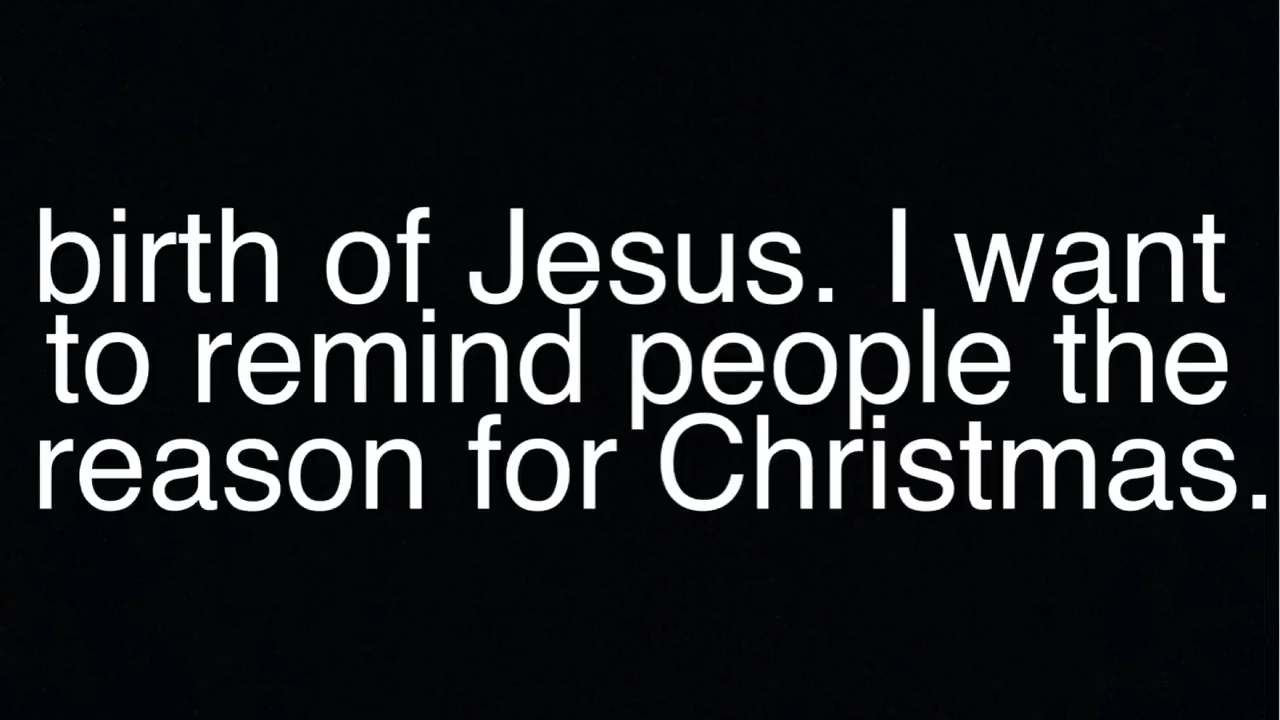 birth of Jesus. I want
to remind people the
reason for Christmas.